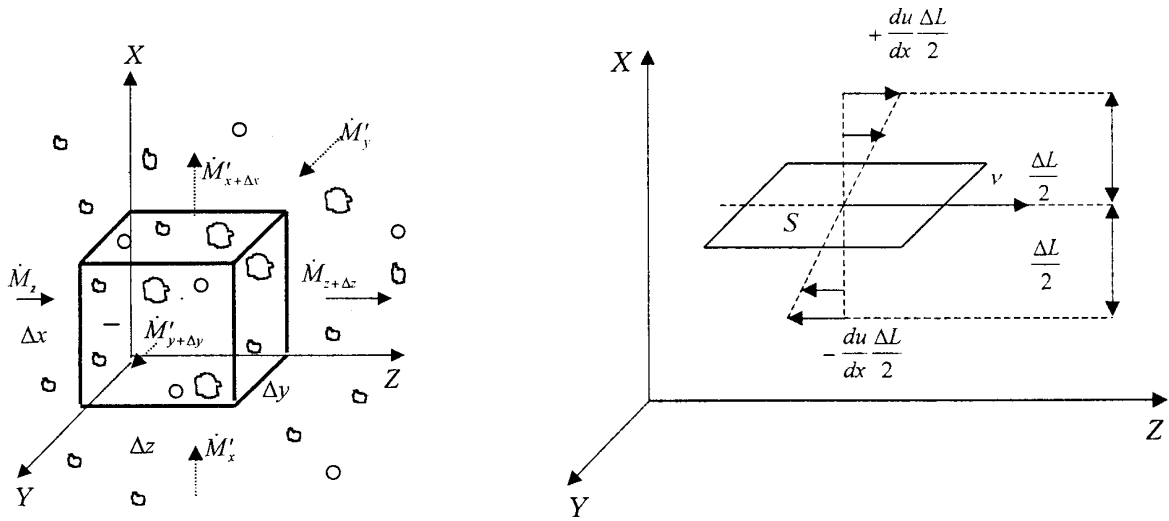 X
Ṁ′y
Ṁ′x+Δx
Ṁz
Ṁz+Δz
Δx
Ṁ′y+Δy
Z
Δy
Δz
Ṁ′x
Y
+ du/dx ΔL/2
X
v
ΔL/2
S
ΔL/2
− du/dx ΔL/2
Z
Y